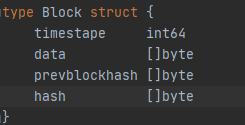 type Block struct {
timestape int64
data []byte
prevblockhash []byte
hash []byte
}